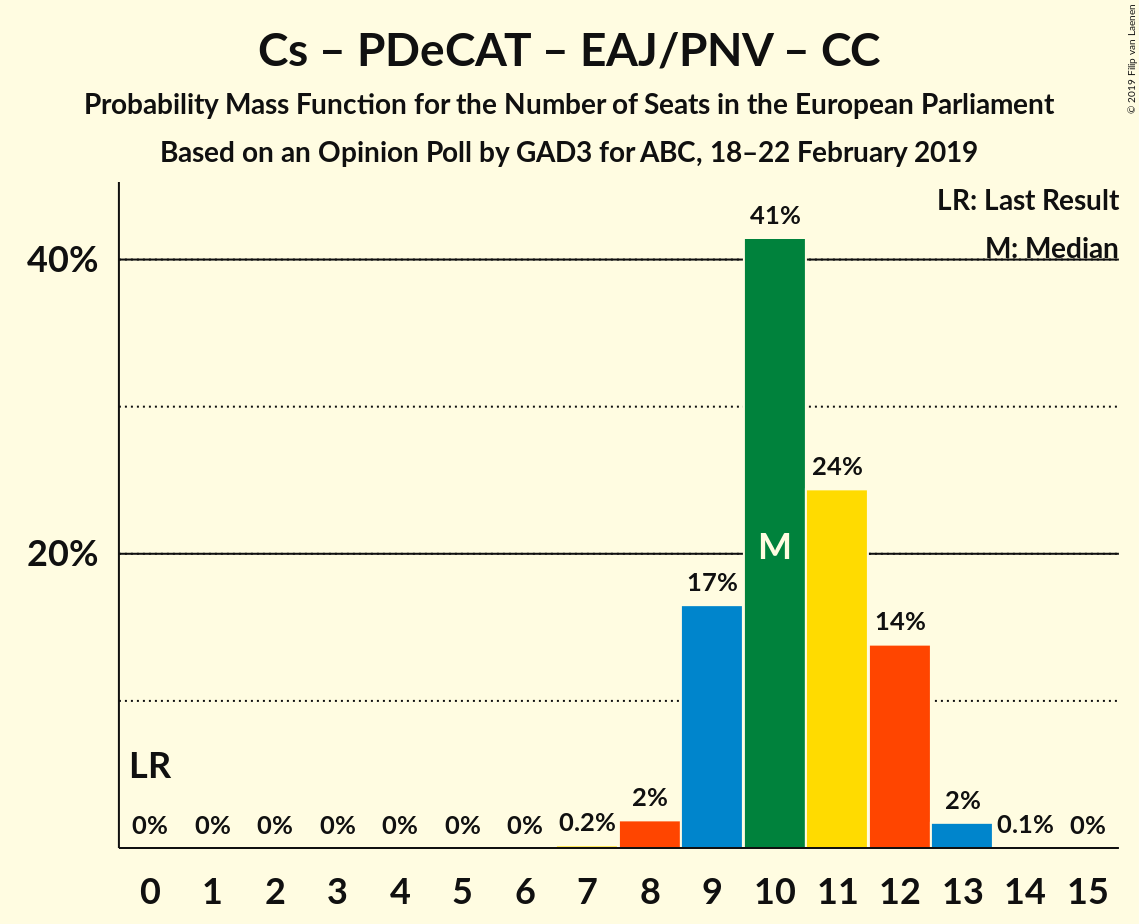 Cs – PDeCAT – EAJ/PNV – CC
Probability Mass Function for the Number of Seats in the European Parliament
Based on an Opinion Poll by GAD3 for ABC, 18–22 February 2019
© 2019 Filip van Laenen
LR: Last Result
M: Median
40%
20%
41%
24%
17%
14%
2%
2%
0.2%
0.1%
0%
0%
0%
0%
0%
0%
0%
0%
LR
M
0 1 2 3 4 5 6 7 8 9 10 11 12 13 14 15